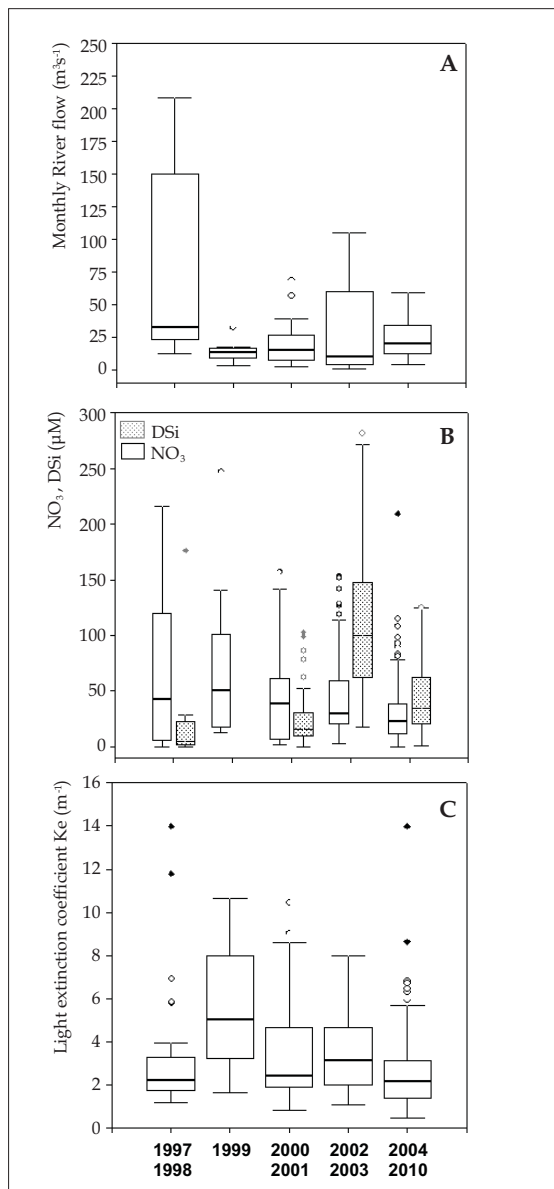 A
Monthly River flow (m³s⁻¹)
250
225
200
175
150
125
100
75
50
25
0
B
DSi
NO₃
NO₃ , DSi (µM)
300
250
200
150
100
50
0
C
Light extinction coefficient Ke (m⁻¹)
16
14
12
10
8
6
4
2
0
1997 1999 2000 2002 2004
1998 2001 2003 2010